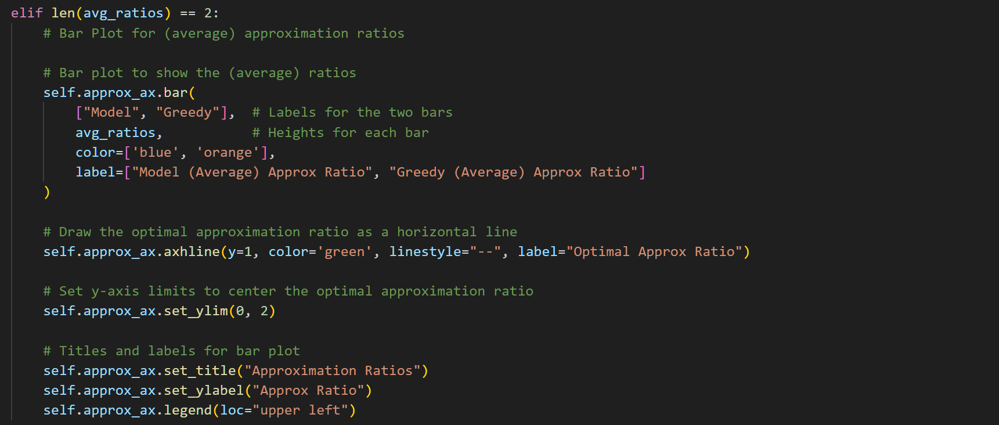 elif len(avg_ratios) == 2:
    # Bar Plot for (average) approximation ratios

    # Bar plot to show the (average) ratios
    self.approx_ax.bar(
        ["Model", "Greedy"],  # Labels for the two bars
        avg_ratios,           # Heights for each bar
        color=['blue', 'orange'],
        label=["Model (Average) Approx Ratio", "Greedy (Average) Approx Ratio"]
    )

    # Draw the optimal approximation ratio as a horizontal line
    self.approx_ax.axhline(y=1, color='green', linestyle="--", label="Optimal Approx Ratio")

    # Set y-axis limits to center the optimal approximation ratio
    self.approx_ax.set_ylim(0, 2)

    # Titles and labels for bar plot
    self.approx_ax.set_title("Approximation Ratios")
    self.approx_ax.set_ylabel("Approx Ratio")
    self.approx_ax.legend(loc="upper left")